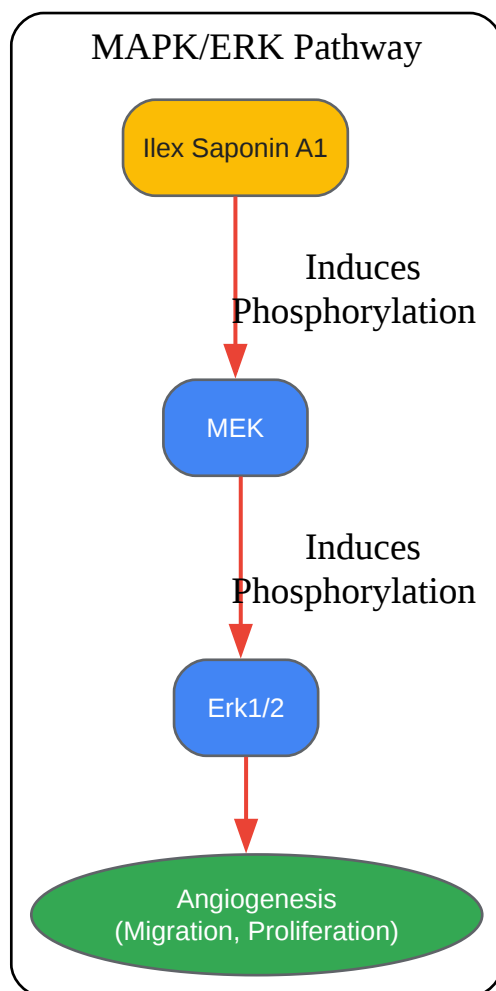 MAPK/ERK Pathway
Ilex Saponin A1
Induces
Phosphorylation
MEK
Induces
Phosphorylation
Erk1/2
Angiogenesis
(Migration, Proliferation)